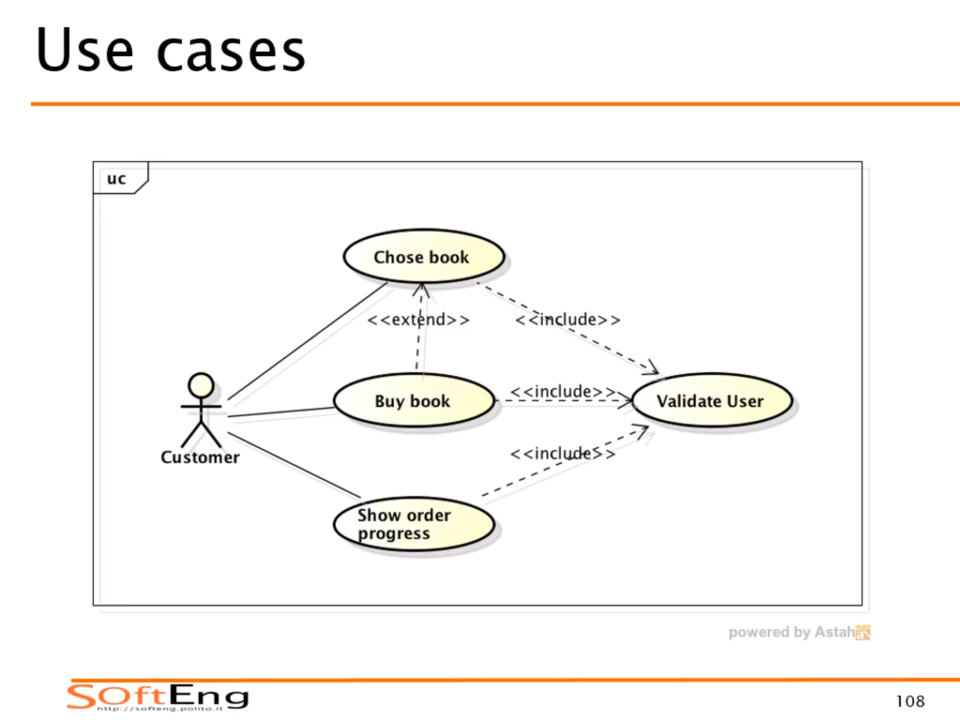 Use cases
uc
Chose book
<<extend>>
<<include>>
Buy book
<<include>>
Validate User
<<include>>
Customer
Show order
progress
powered by Astah
SoftEng
http://softeng.polito.it
108